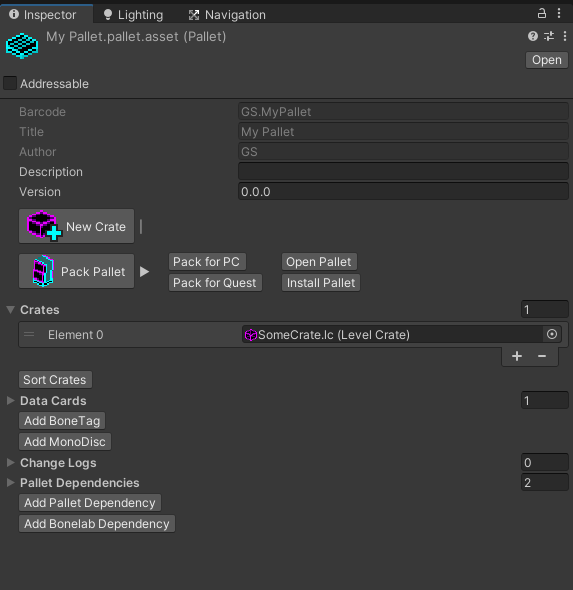 Inspector Lighting Navigation
My Pallet.pallet.asset (Pallet)
Open
Addressable
Barcode GS.MyPallet
Title My Pallet
Author GS
Description
Version 0.0.0
New Crate
Pack Pallet
Pack for PC Open Pallet
Pack for Quest Install Pallet
Crates 1
Element 0 SomeCrate.lc (Level Crate)
Sort Crates
Data Cards 1
Add BoneTag
Add MonoDisc
Change Logs 0
Pallet Dependencies 2
Add Pallet Dependency
Add Bonelab Dependency